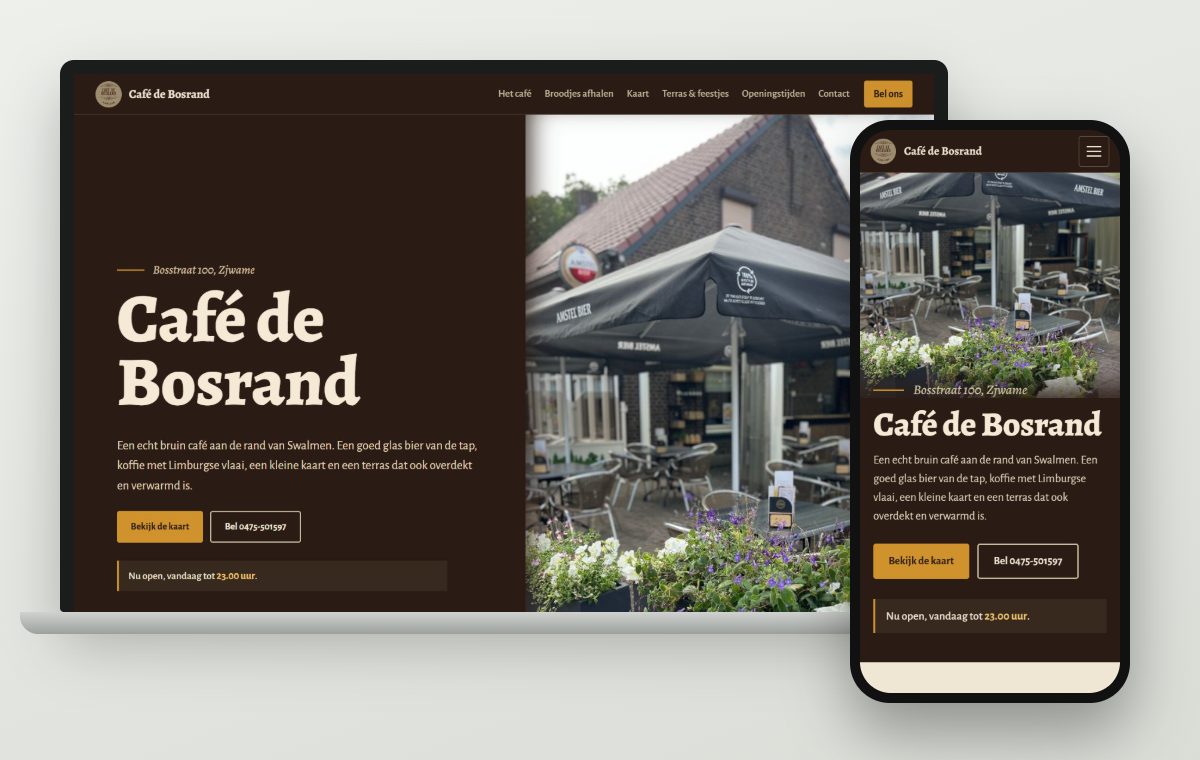 Café de Bosrand
Het café Broodjes afhalen Kaart Terras & feestjes Openingstijden Contact Bel ons
Bosstraat 100, Zjwame
Café de
Bosrand
Een echt bruin café aan de rand van Swalmen. Een goed glas bier van de tap,
koffie met Limburgse vlaai, een kleine kaart en een terras dat ook overdekt
en verwarmd is.
Bekijk de kaart Bel 0475-501597
Nu open, vandaag tot 23.00 uur.
AMSTEL BIER
AMSTEL BIER
100%
Café de Bosrand
AMSTEL BIER
AMSTEL BIER
Bosstraat 100, Zjwame
Café de Bosrand
Een echt bruin café aan de rand van Swalmen. Een
goed glas bier van de tap, koffie met Limburgse
vlaai, een kleine kaart en een terras dat ook
overdekt en verwarmd is.
Bekijk de kaart Bel 0475-501597
Nu open, vandaag tot 23.00 uur.